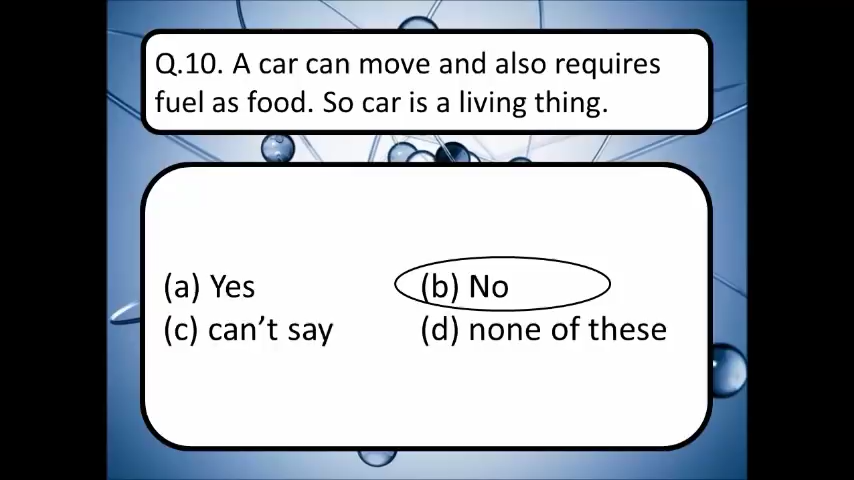 Q.10. A car can move and also requires
fuel as food. So car is a living thing.
(a) Yes (b) No
(c) can’t say (d) none of these